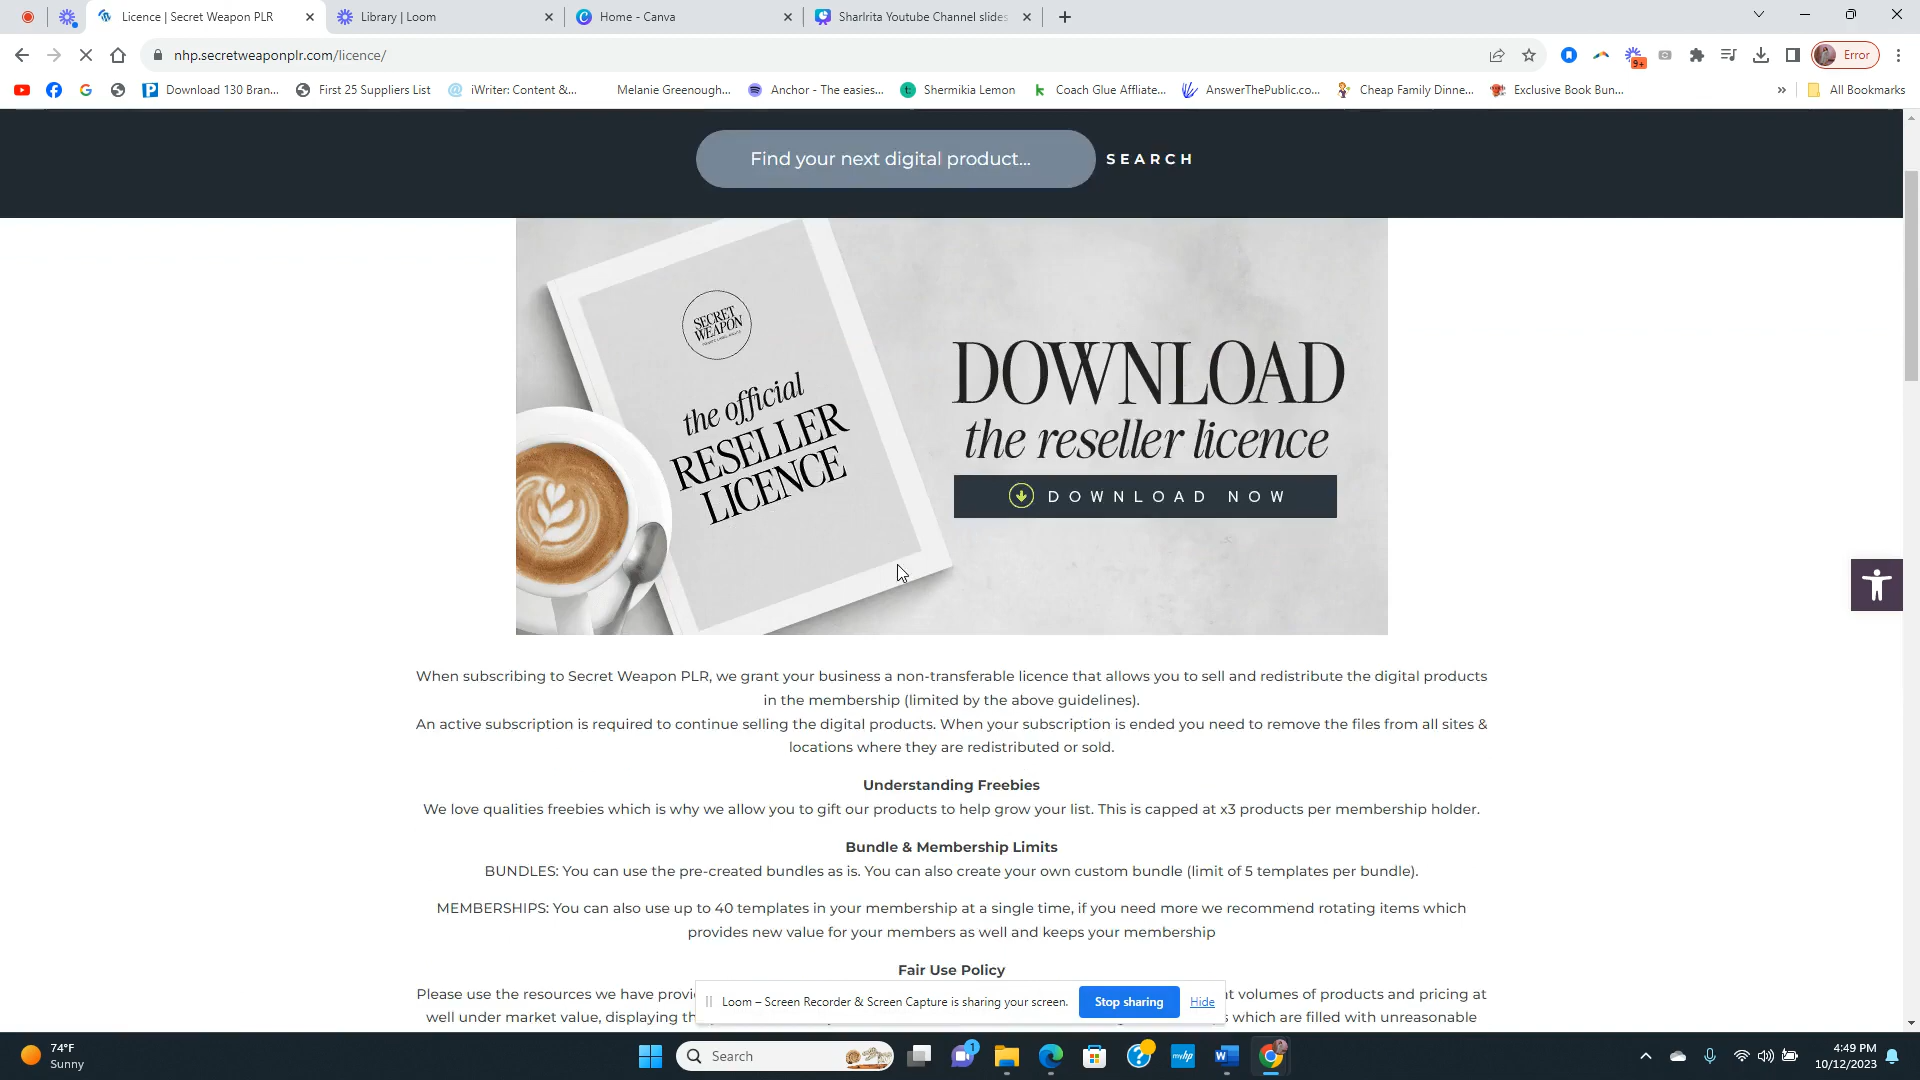 Licence | Secret Weapon PLR
Library | Loom
Home - Canva
SharIrita Youtube Channel slides
nhp.secretweaponplr.com/licence/
9+
Error
Download 130 Bran...
First 25 Suppliers List
iWriter: Content &...
Melanie Greenough...
Anchor - The easies...
Shermikia Lemon
Coach Glue Affliate...
AnswerThePublic.co...
Cheap Family Dinne...
Exclusive Book Bun...
»
All Bookmarks
Find your next digital product...
SEARCH
SECRET
WEAPON
the official
RESELLER
LICENCE
DOWNLOAD
the reseller licence
DOWNLOAD NOW
When subscribing to Secret Weapon PLR, we grant your business a non-transferable licence that allows you to sell and redistribute the digital products
in the membership (limited by the above guidelines).
An active subscription is required to continue selling the digital products. When your subscription is ended you need to remove the files from all sites &
locations where they are redistributed or sold.
Understanding Freebies
We love qualities freebies which is why we allow you to gift our products to help grow your list. This is capped at x3 products per membership holder.
Bundle & Membership Limits
BUNDLES: You can use the pre-created bundles as is. You can also create your own custom bundle (limit of 5 templates per bundle).
MEMBERSHIPS: You can also use up to 40 templates in your membership at a single time, if you need more we recommend rotating items which
provides new value for your members as well and keeps your membership
Fair Use Policy
Please use the resources we have
volumes of products and pricing at
well under market value, displaying
which are filled with unreasonable
Loom – Screen Recorder & Screen Capture is sharing your screen.
Stop sharing
Hide
74°F
Sunny
Search
1
myhp
4:49 PM
10/12/2023